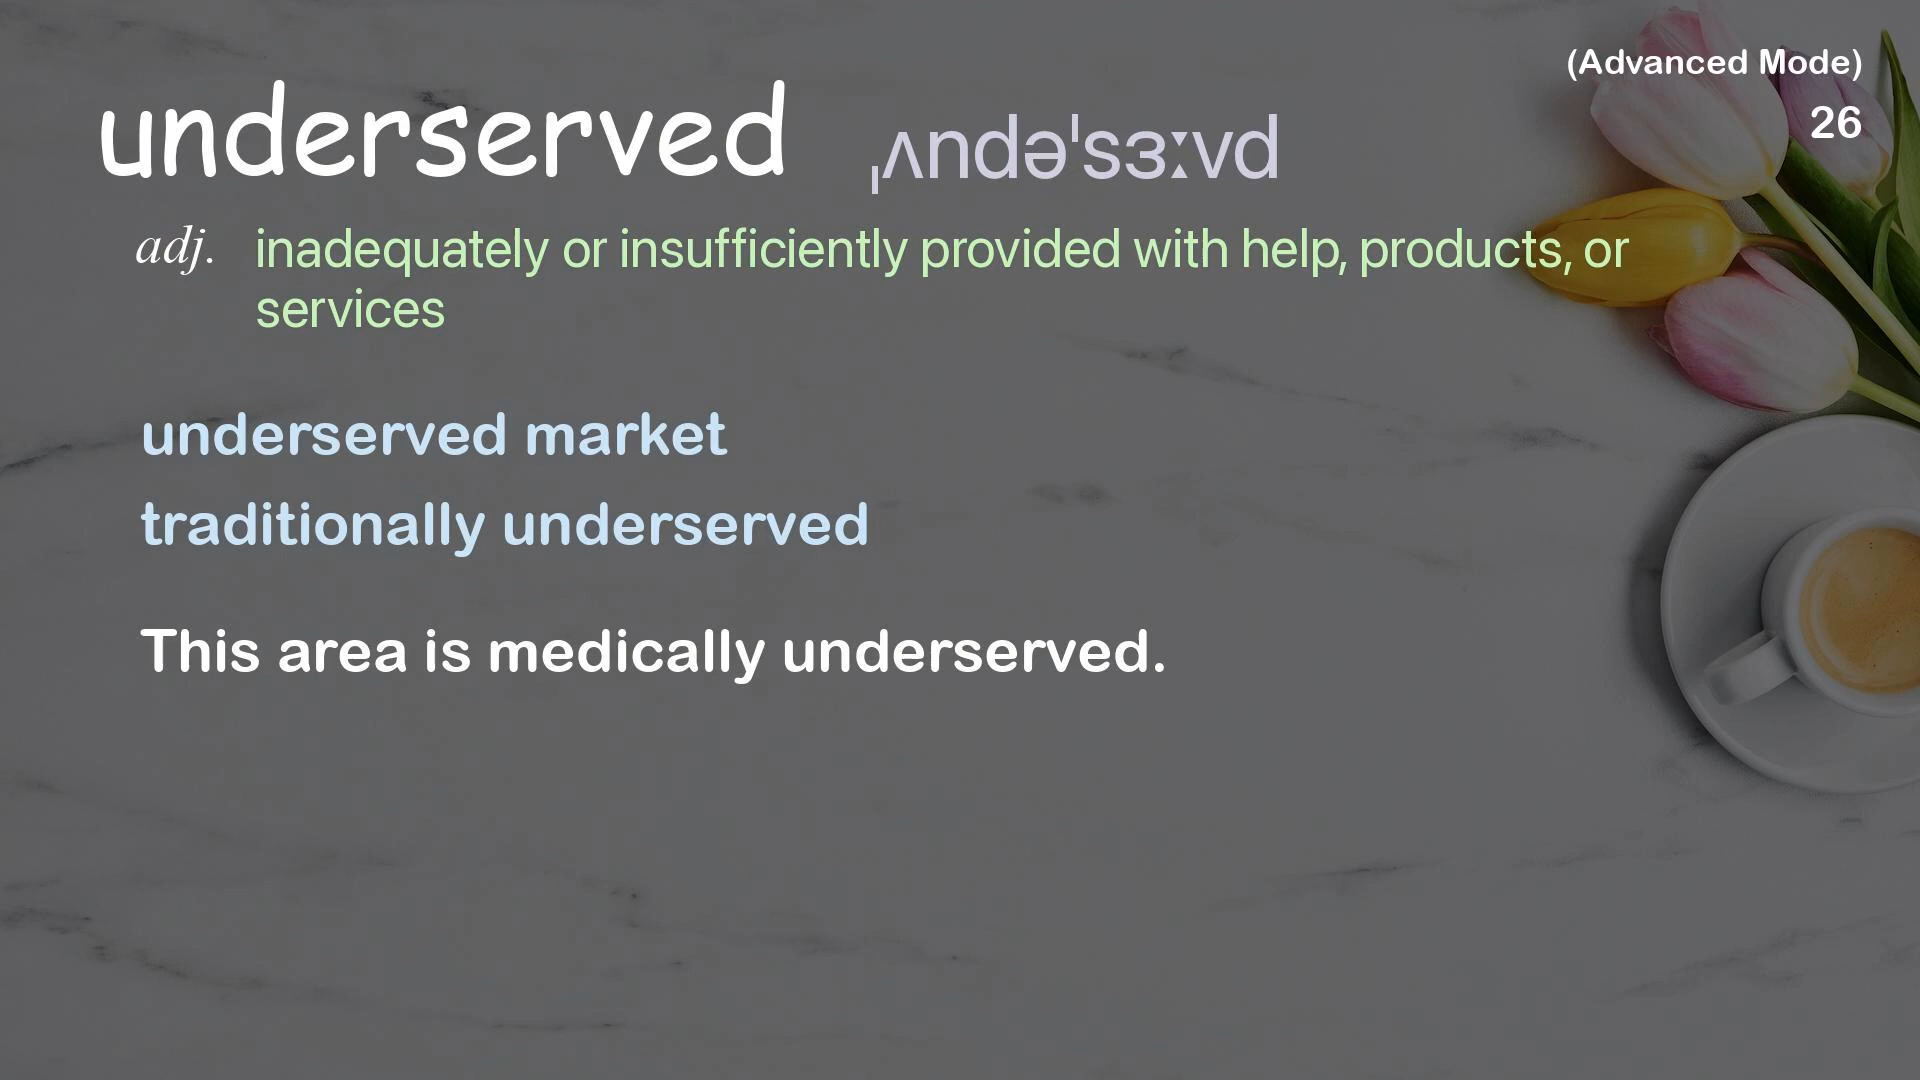 (Advanced Mode)
26
underserved ˌʌndəˈsɜːvd
adj. inadequately or insufficiently provided with help, products, or
services
underserved market
traditionally underserved
This area is medically underserved.